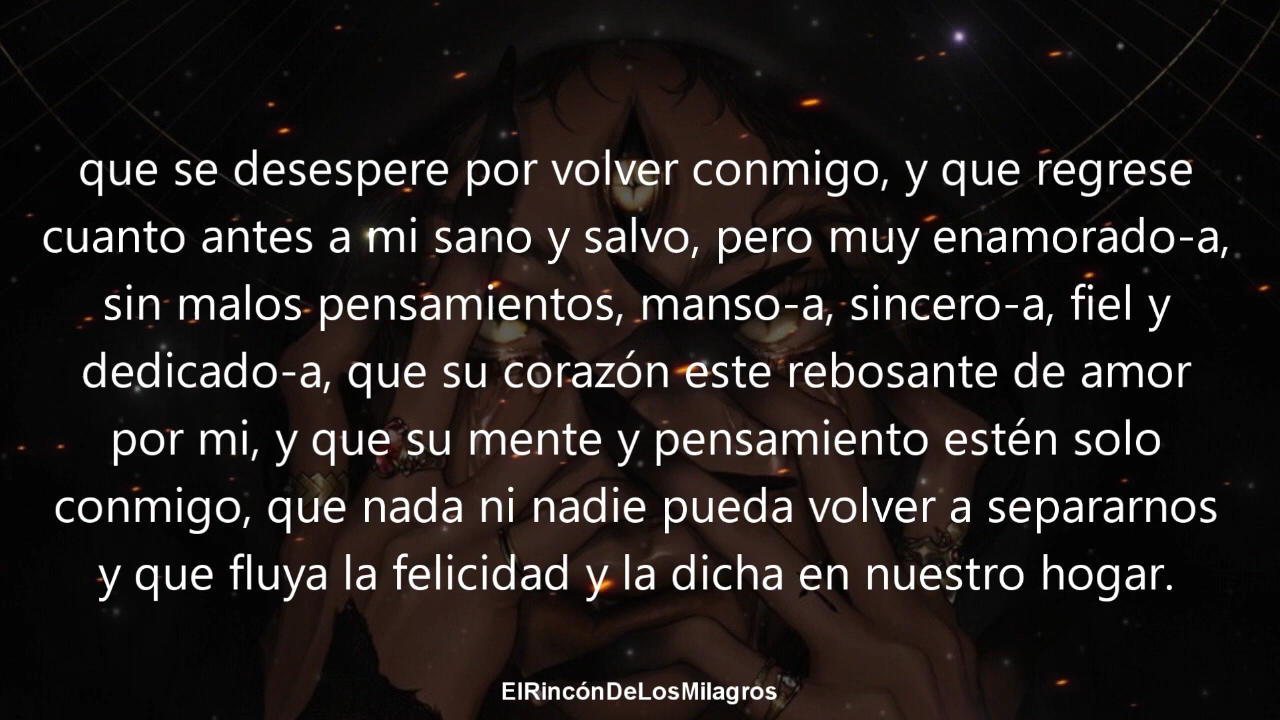 que se desespere por volver conmigo, y que regrese
cuanto antes a mi sano y salvo, pero muy enamorado-a,
sin malos pensamientos, manso-a, sincero-a, fiel y
dedicado-a, que su corazón este rebosante de amor
por mi, y que su mente y pensamiento estén solo
conmigo, que nada ni nadie pueda volver a separarnos
y que fluya la felicidad y la dicha en nuestro hogar.
ElRincónDeLosMilagros